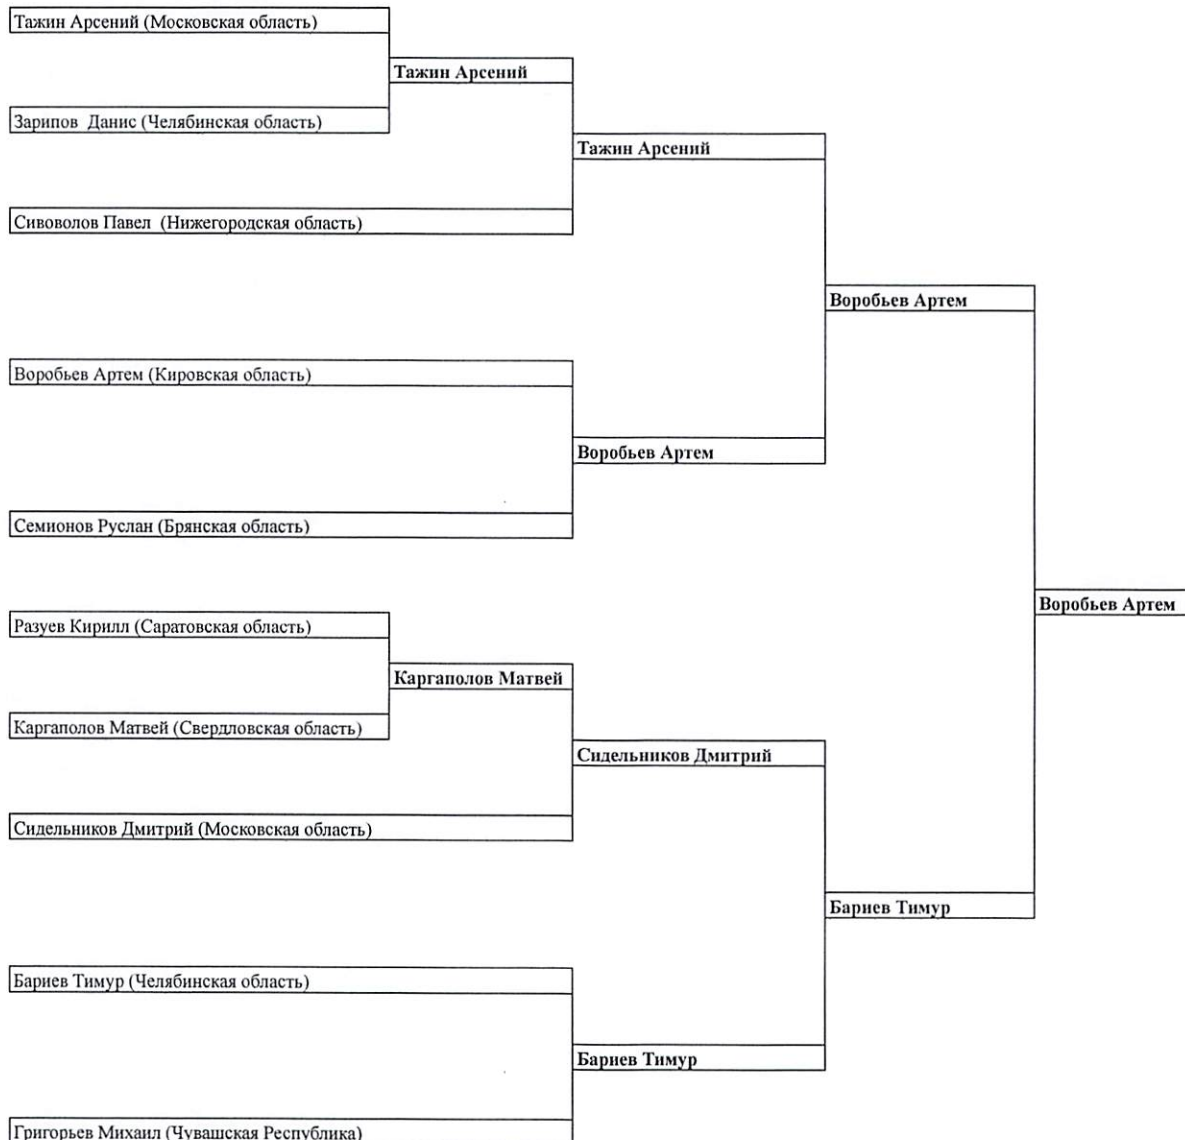 Тажин Арсений (Московская область)
Тажин Арсений
Зарипов Данис (Челябинская область)
Тажин Арсений
Сивоволов Павел (Нижегородская область)
Воробьев Артем
Воробьев Артем (Кировская область)
Воробьев Артем
Семионов Руслан (Брянская область)
Воробьев Артем
Разуев Кирилл (Саратовская область)
Каргаполов Матвей
Каргаполов Матвей (Свердловская область)
Сидельников Дмитрий
Сидельников Дмитрий (Московская область)
Бариев Тимур
Бариев Тимур (Челябинская область)
Бариев Тимур
Григорьев Михаил (Чувашская Республика)